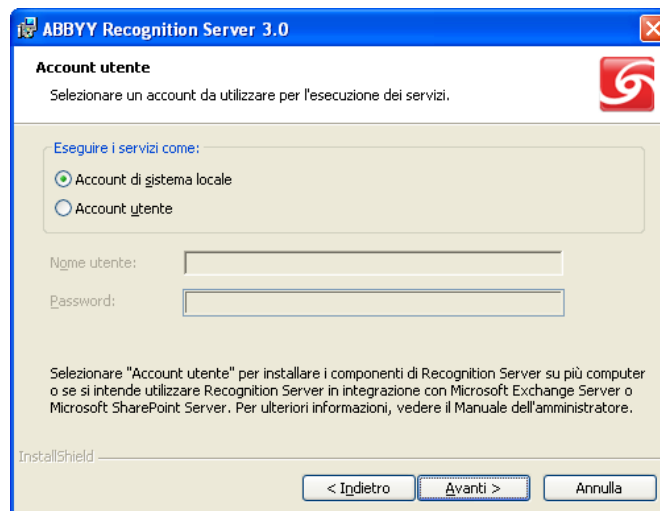 ABBYY Recognition Server 3.0
Account utente
Selezionare un account da utilizzare per l'esecuzione dei servizi.
Eseguire i servizi come:
Account di sistema locale
Account utente
Nome utente:
Password:
Selezionare "Account utente" per installare i componenti di Recognition Server su più computer
o se si intende utilizzare Recognition Server in integrazione con Microsoft Exchange Server o
Microsoft SharePoint Server. Per ulteriori informazioni, vedere il Manuale dell'amministratore.
InstallShield
< Indietro
Avanti >
Annulla